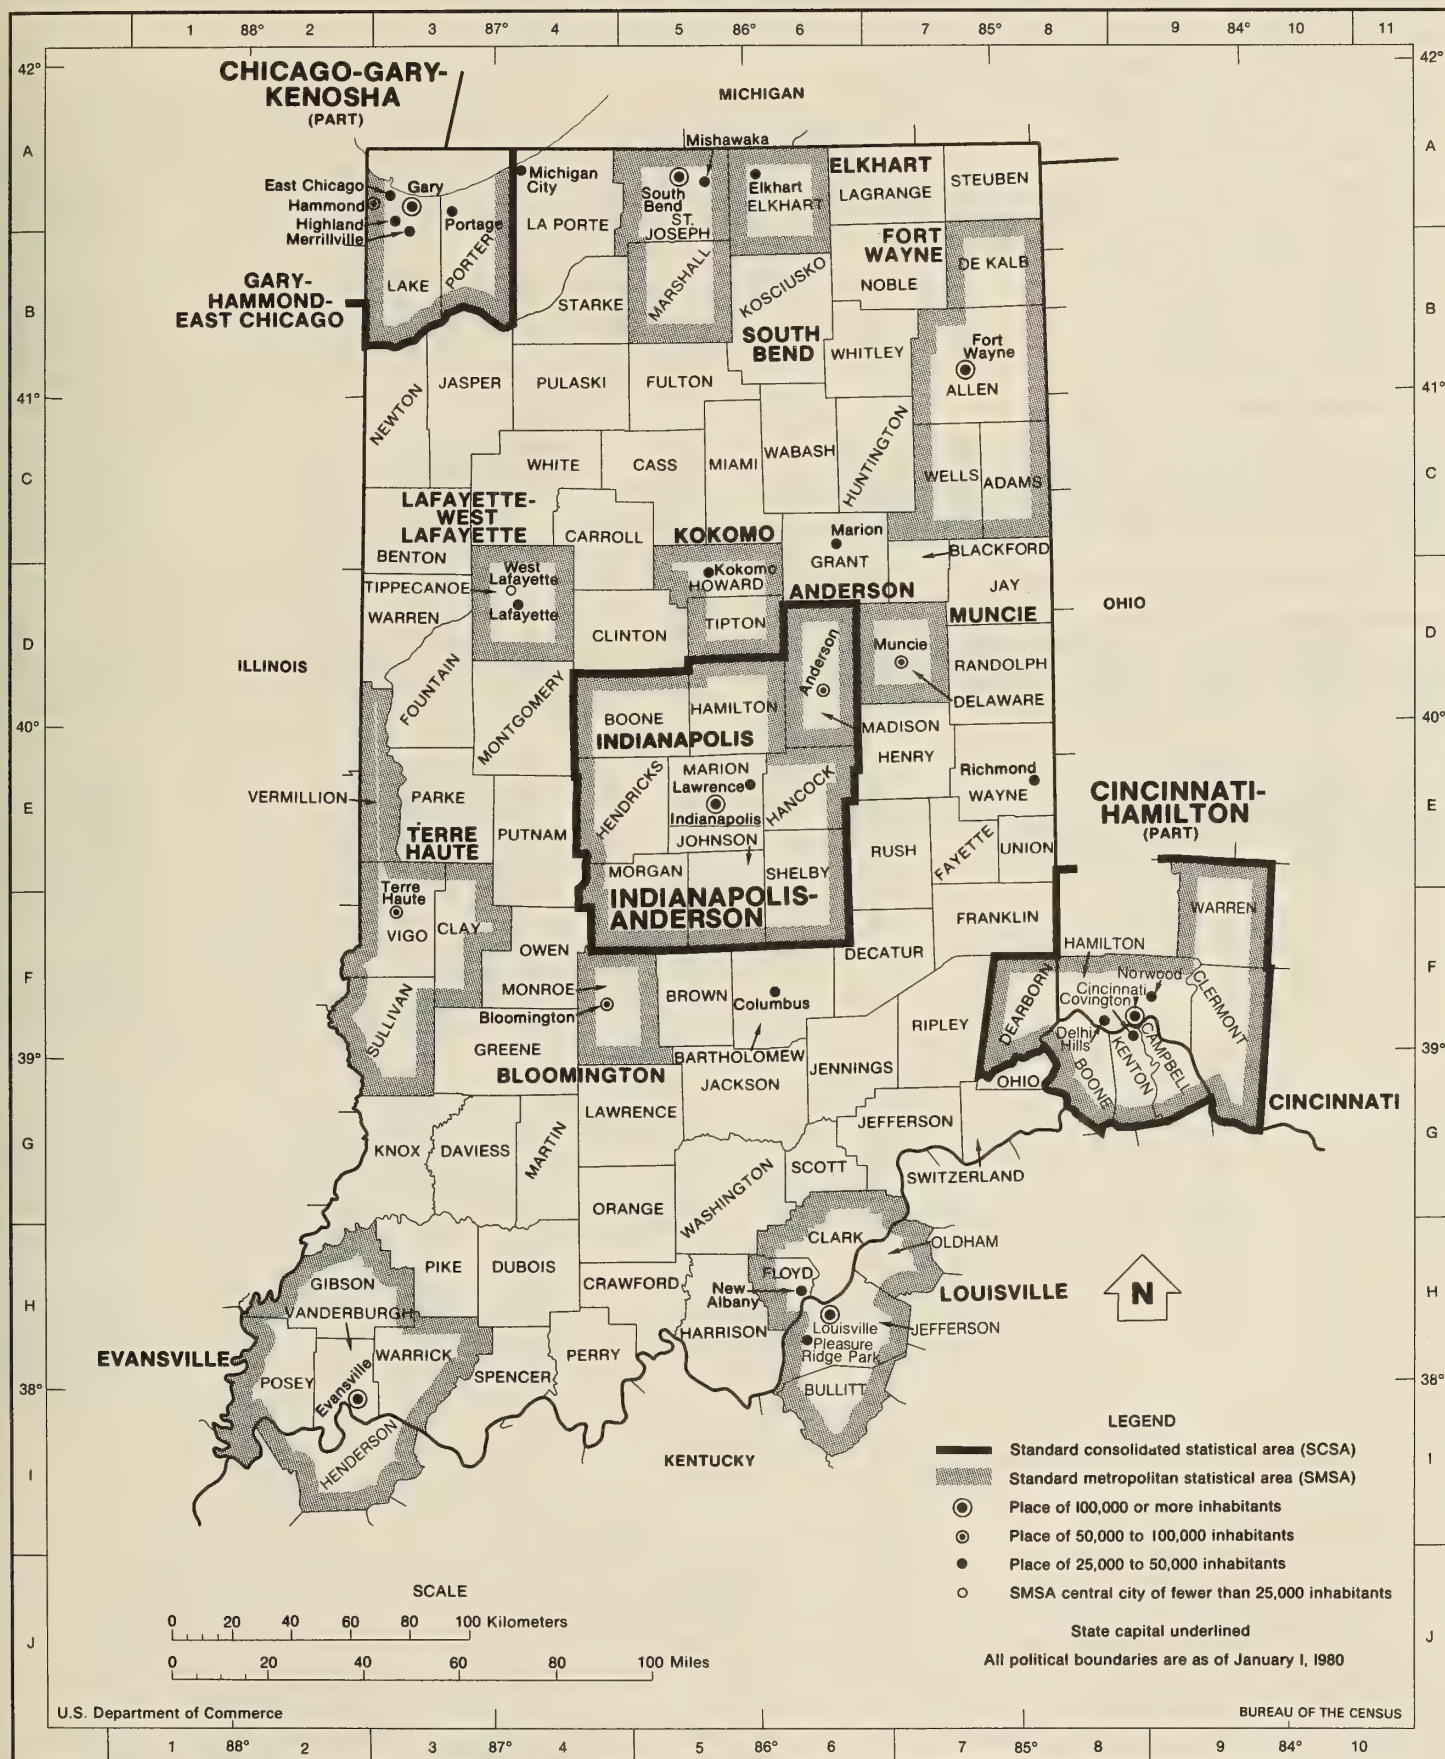 1 88° 2 3 87° 4 5 86° 6 7 85° 8 9 84° 10 11
42° 42°
CHICAGO-GARY-
KENOSHA
(PART)
MICHIGAN
A A
Mishawaka
ELKHART
East Chicago
Gary
Michigan
City
South
Bend
Elkhart
ELKHART
LAGRANGE
STEUBEN
Hammond
Highland
Merrillville
Portage
LA PORTE
ST.
JOSEPH
FORT
WAYNE
GARY-
HAMMOND-
EAST CHICAGO
LAKE
PORTER
STARKE
MARSHALL
KOSCIUSKO
NOBLE
DE KALB
B B
SOUTH
BEND
WHITLEY
Fort
Wayne
ALLEN
41° 41°
NEWTON
JASPER
PULASKI
FULTON
HUNTINGTON
WHITE
CASS
MIAMI
WABASH
WELLS
ADAMS
C C
LAFAYETTE-
WEST
LAFAYETTE
CARROLL
KOKOMO
Marion
GRANT
BLACKFORD
BENTON
West
Lafayette
TIPPECANOE
Kokomo
HOWARD
JAY
WARREN
Lafayette
ANDERSON
MUNCIE
OHIO
CLINTON
TIPTON
D D
ILLINOIS
Anderson
Muncie
RANDOLPH
FOUNTAIN
MONTGOMERY
BOONE
HAMILTON
DELAWARE
40° 40°
INDIANAPOLIS
MADISON
HENRY
VERMILLION
PARKE
HENDRICKS
MARION
Lawrence
Indianapolis
HANCOCK
Richmond
WAYNE
CINCINNATI-
HAMILTON
(PART)
E E
TERRE
HAUTE
PUTNAM
JOHNSON
RUSH
FAYETTE
UNION
MORGAN
SHELBY
Terre
Haute
VIGO
CLAY
INDIANAPOLIS-
ANDERSON
FRANKLIN
WARREN
OWEN
DECATUR
HAMILTON
F F
SULLIVAN
MONROE
Bloomington
BROWN
Columbus
RIPLEY
DEARBORN
Norwood
Cincinnati
Covington
CLERMONT
GREENE
BARTHOLOMEW
Delhi
Hills
39° 39°
BLOOMINGTON
JACKSON
JENNINGS
OHIO
BOONE
KENTON
CAMPBELL
CINCINNATI
LAWRENCE
JEFFERSON
G G
KNOX
DAVIESS
MARTIN
WASHINGTON
SCOTT
SWITZERLAND
ORANGE
CLARK
OLDHAM
GIBSON
PIKE
DUBOIS
CRAWFORD
FLOYD
New
Albany
LOUISVILLE
N
H H
VANDERBURGH
HARRISON
Louisville
JEFFERSON
EVANSVILLE
WARRICK
Pleasure
Ridge Park
POSEY
Evansville
SPENCER
PERRY
BULLITT
38° 38°
HENDERSON
KENTUCKY
I I
LEGEND
Standard consolidated statistical area (SCSA)
Standard metropolitan statistical area (SMSA)
Place of 100,000 or more inhabitants
Place of 50,000 to 100,000 inhabitants
Place of 25,000 to 50,000 inhabitants
SMSA central city of fewer than 25,000 inhabitants
State capital underlined
All political boundaries are as of January 1, 1980
SCALE
0 20 40 60 80 100 Kilometers
0 20 40 60 80 100 Miles
J J
U.S. Department of Commerce
BUREAU OF THE CENSUS
1 88° 2 3 87° 4 5 86° 6 7 85° 8 9 84° 10